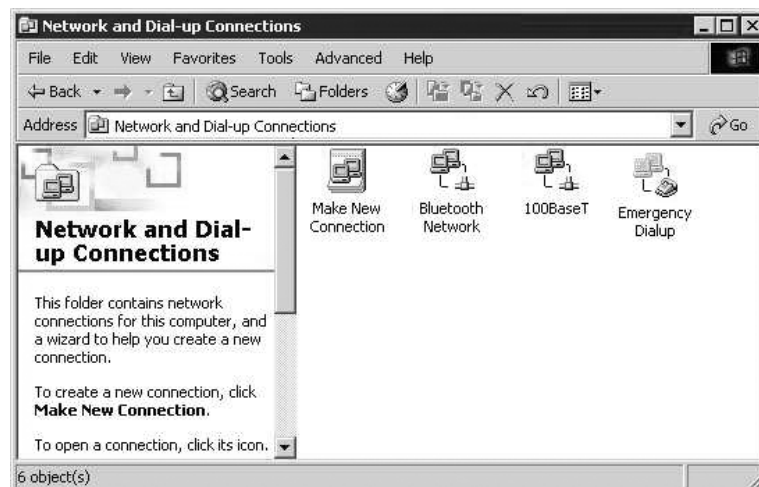 Network and Dial-up Connections
File Edit View Favorites Tools Advanced Help
Back Search Folders
Address Network and Dial-up Connections Go
Network and Dial-
up Connections
This folder contains network
connections for this computer, and
a wizard to help you create a new
connection.
To create a new connection, click
Make New Connection.
To open a connection, click its icon.
Make New
Connection
Bluetooth
Network
100BaseT
Emergency
Dialup
6 object(s)